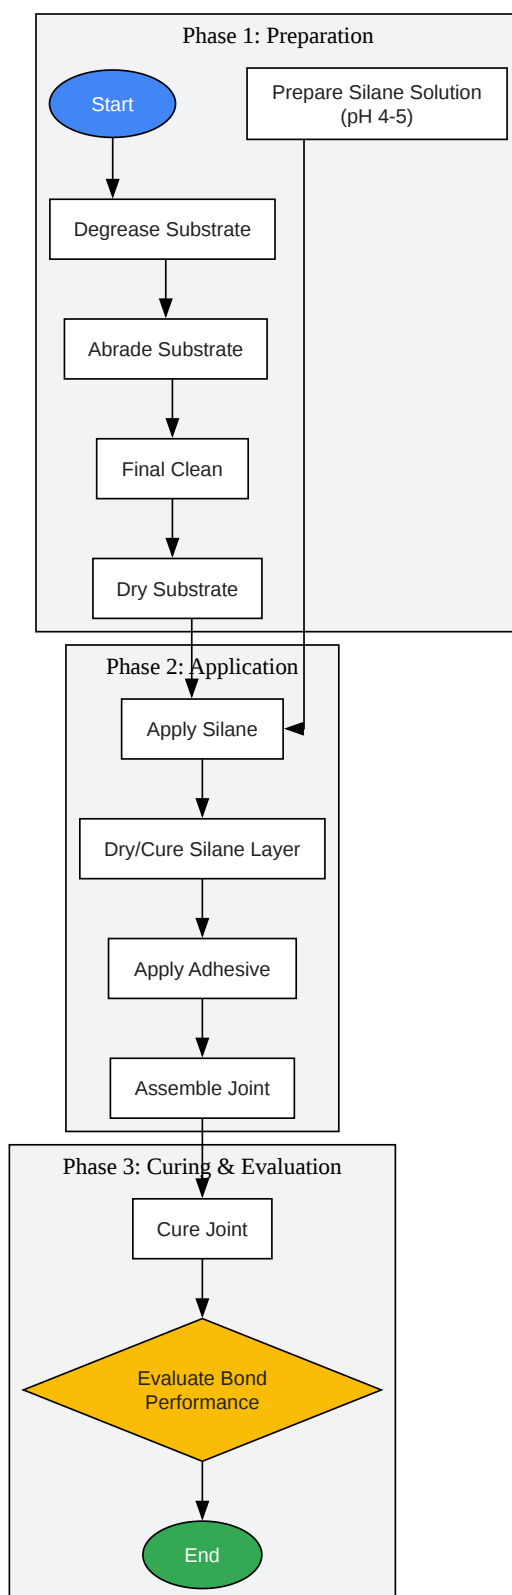 Phase 1: Preparation
Start
Prepare Silane Solution
(pH 4-5)
Degrease Substrate
Abrade Substrate
Final Clean
Dry Substrate
Phase 2: Application
Apply Silane
Dry/Cure Silane Layer
Apply Adhesive
Assemble Joint
Phase 3: Curing & Evaluation
Cure Joint
Evaluate Bond
Performance
End